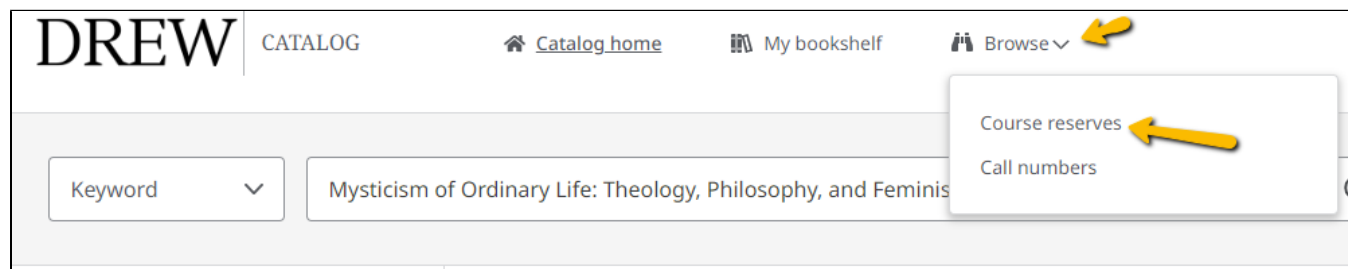 DREW CATALOG Catalog home My bookshelf Browse
Course reserves
Call numbers
Keyword Mysticism of Ordinary Life: Theology, Philosophy, and Feminis